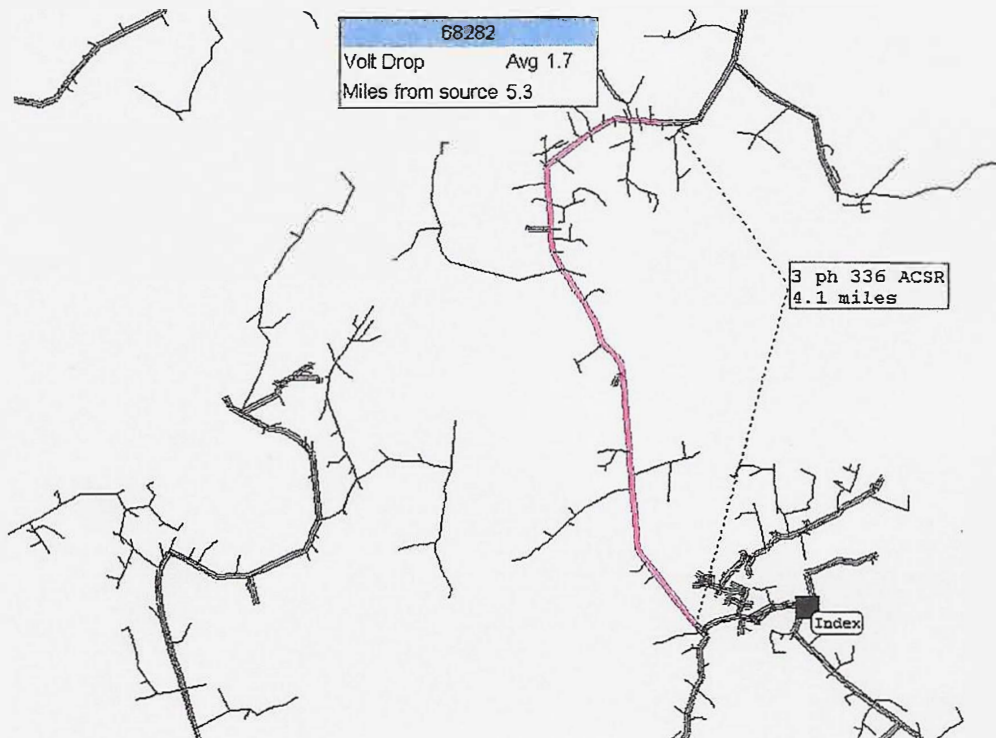 68282
Volt Drop Avg 1.7
Miles from source 5.3
3 ph 336 ACSR
4.1 miles
Index